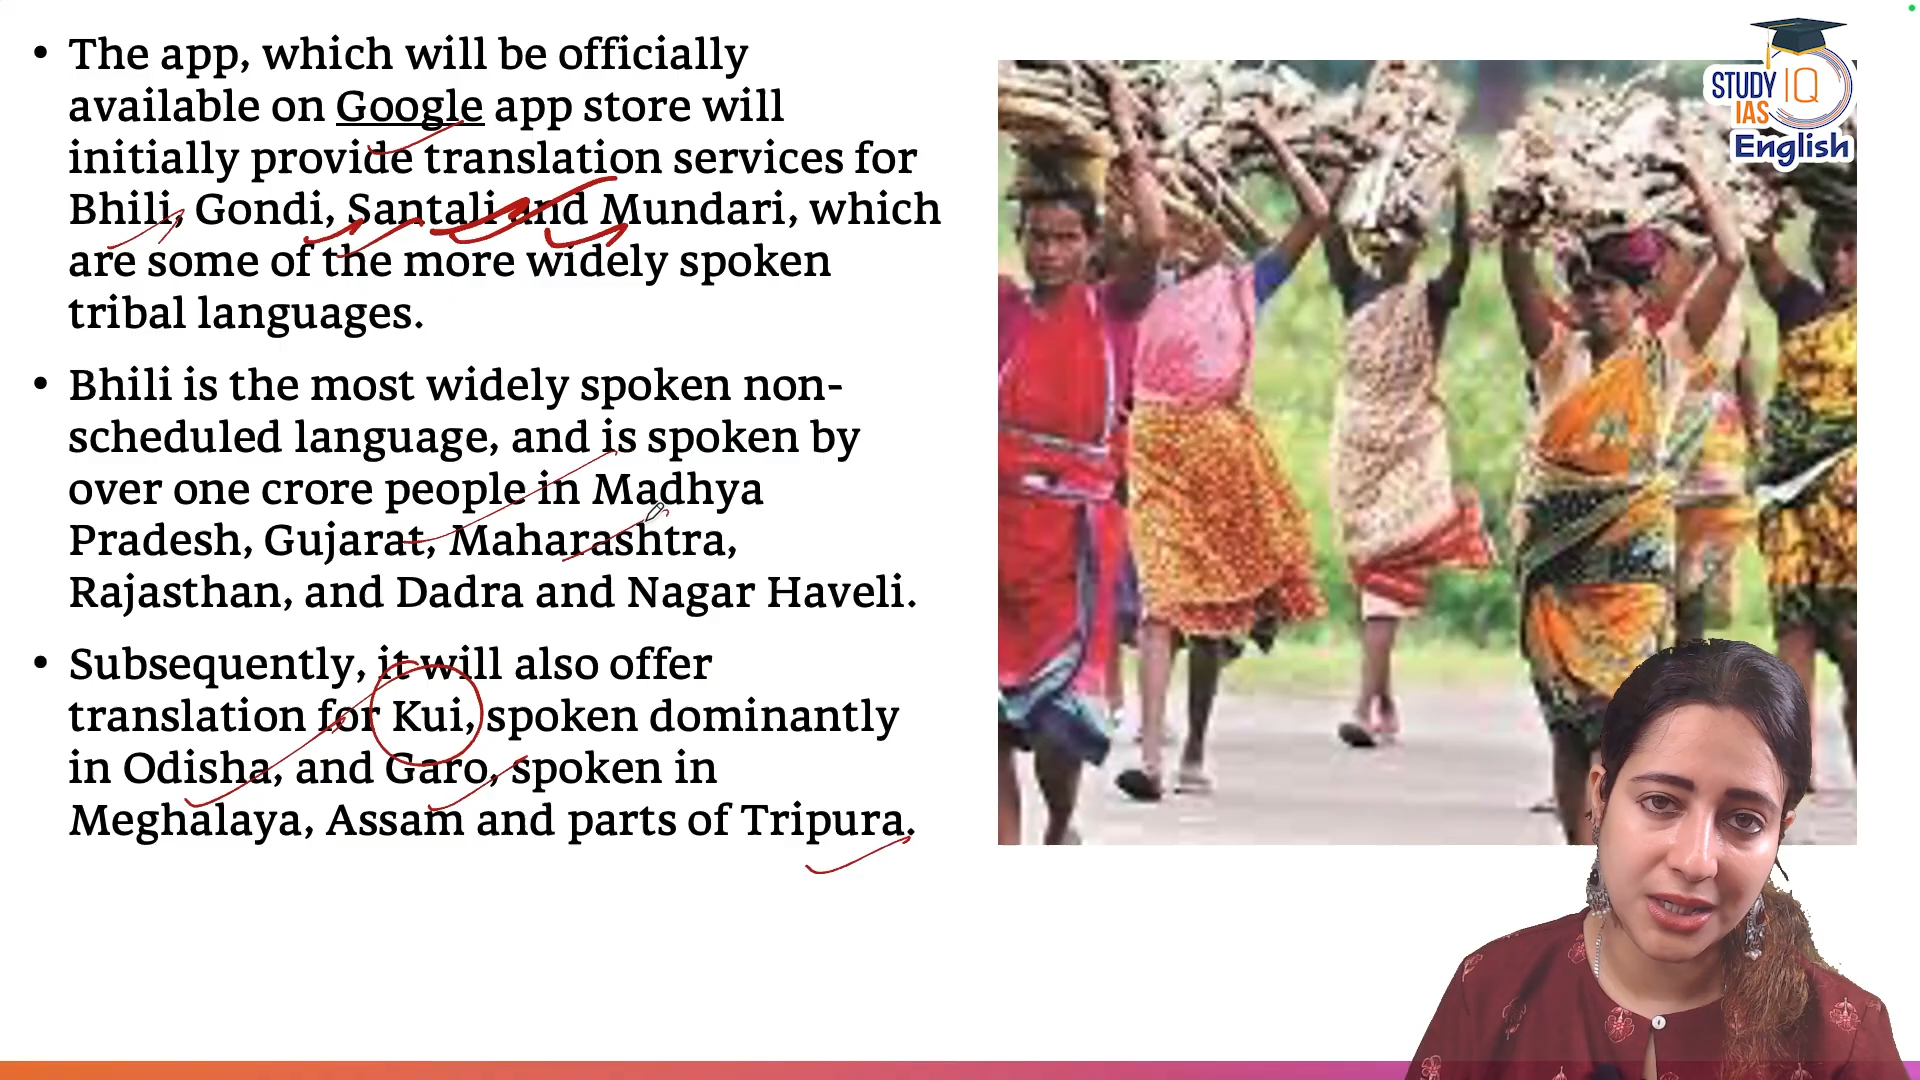 • The app, which will be officially
available on Google app store will
initially provide translation services for
Bhili, Gondi, Santali and Mundari, which
are some of the more widely spoken
tribal languages.
• Bhili is the most widely spoken non-
scheduled language, and is spoken by
over one crore people in Madhya
Pradesh, Gujarat, Maharashtra,
Rajasthan, and Dadra and Nagar Haveli.
• Subsequently, it will also offer
translation for Kui, spoken dominantly
in Odisha, and Garo, spoken in
Meghalaya, Assam and parts of Tripura.
STUDY IQ
IAS
English